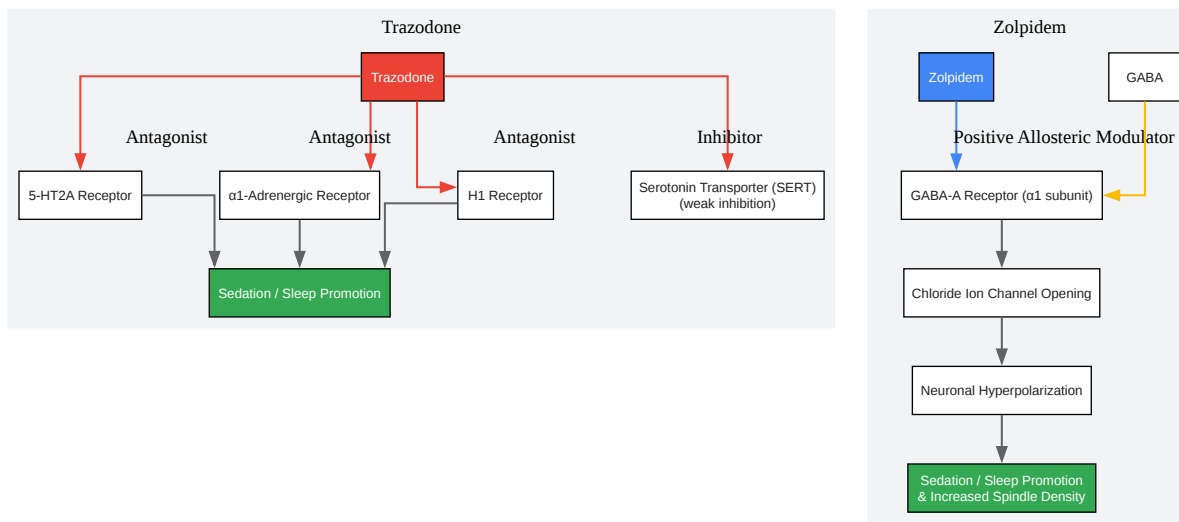 Trazodone
Zolpidem
Trazodone
Zolpidem
GABA
Antagonist
Antagonist
Antagonist
Inhibitor
Positive Allosteric Modulator
5-HT2A Receptor
α1-Adrenergic Receptor
H1 Receptor
Serotonin Transporter (SERT)
(weak inhibition)
GABA-A Receptor (α1 subunit)
Sedation / Sleep Promotion
Chloride Ion Channel Opening
Neuronal Hyperpolarization
Sedation / Sleep Promotion
& Increased Spindle Density